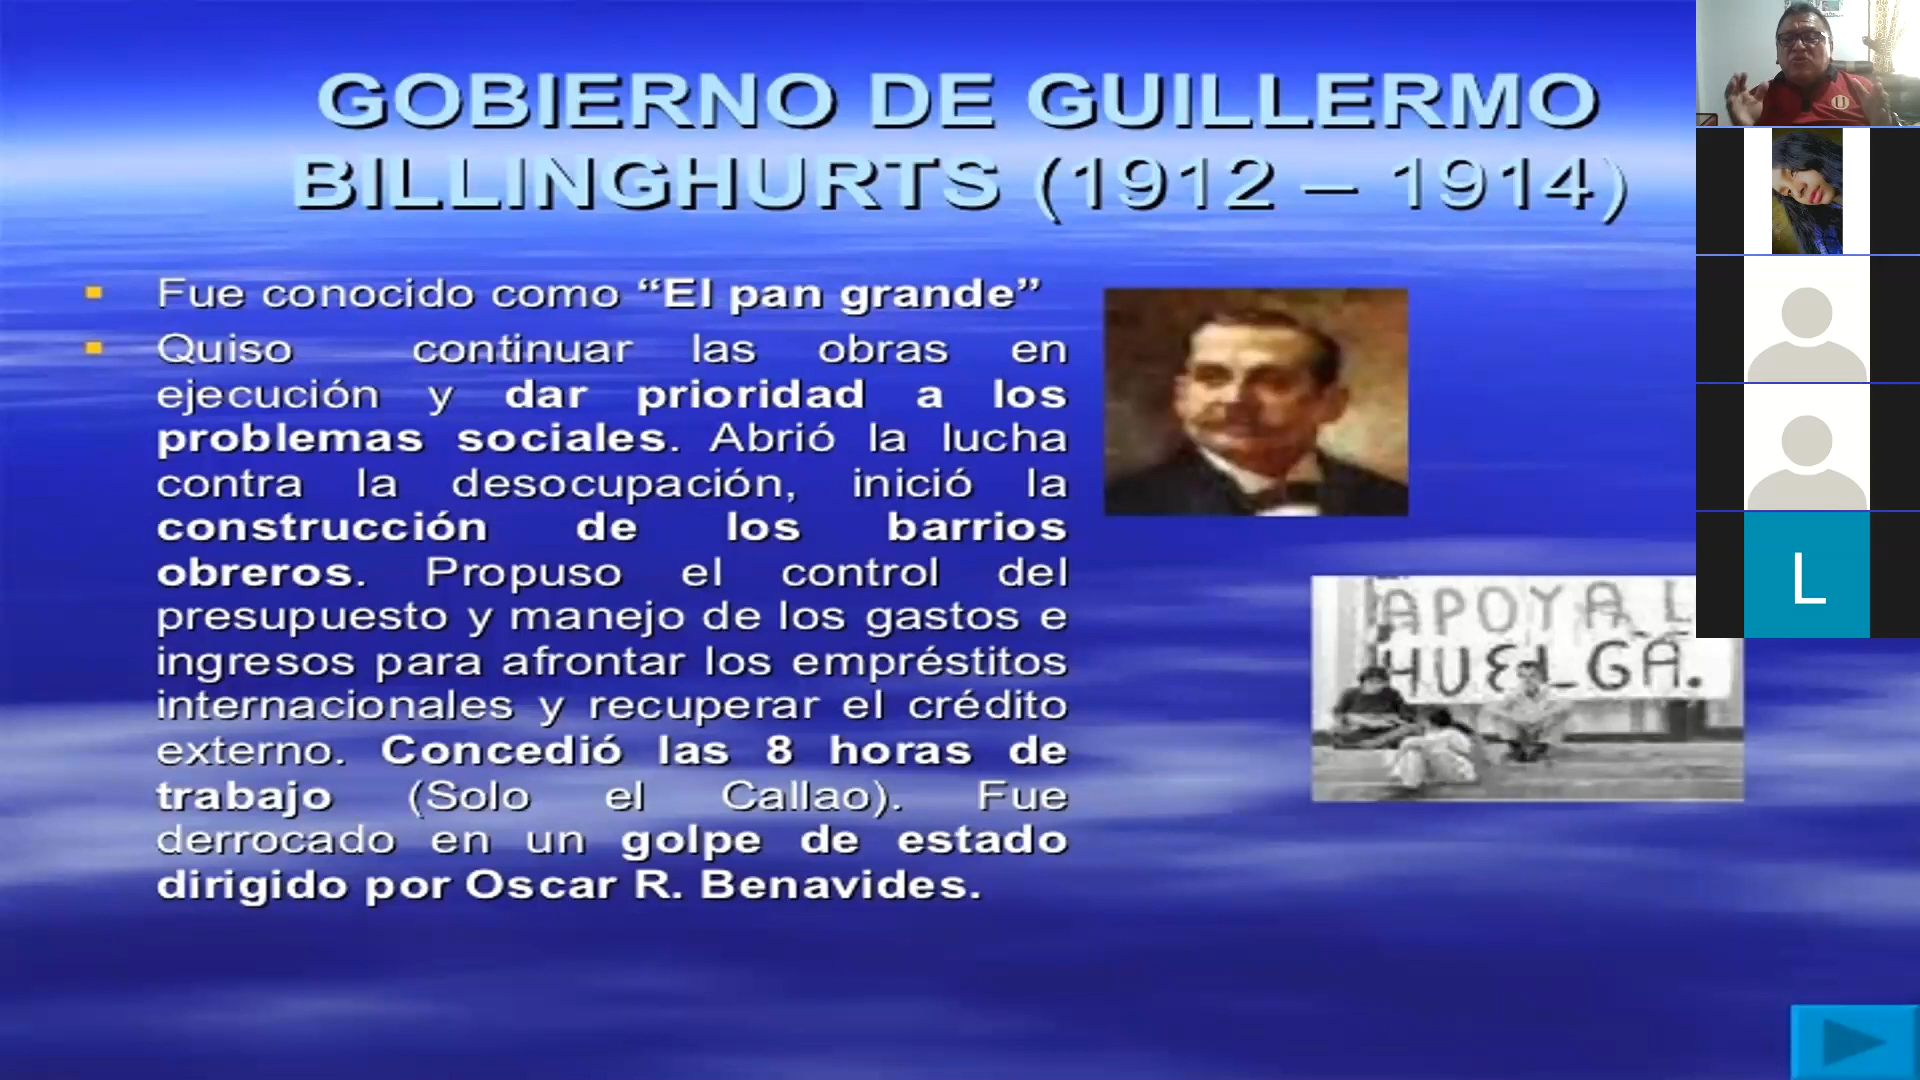 GOBIERNO DE GUILLERMO
BILLINGHURTS (1912 – 1914)
Fue conocido como “El pan grande”
Quiso continuar las obras en
ejecución y dar prioridad a los
problemas sociales. Abrió la lucha
contra la desocupación, inició la
construcción de los barrios
obreros. Propuso el control del
presupuesto y manejo de los gastos e
ingresos para afrontar los empréstitos
internacionales y recuperar el crédito
externo. Concedió las 8 horas de
trabajo (Solo el Callao). Fue
derrocado en un golpe de estado
dirigido por Oscar R. Benavides.
APOYA L
HUELGA.
U
L